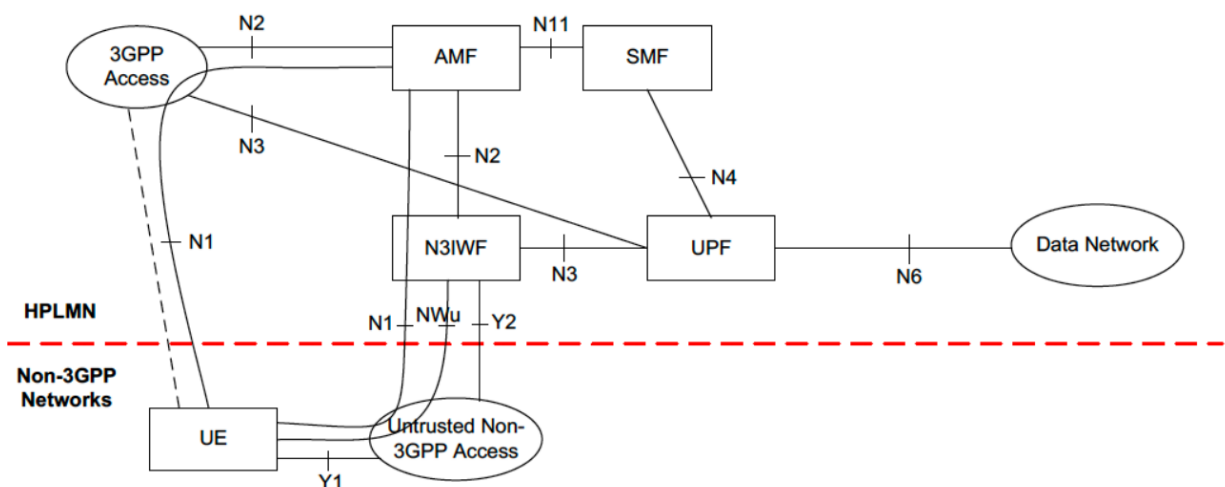 N2
N11
3GPP
Access
AMF
SMF
N3
N2
N4
N1
N3IWF
UPF
Data Network
N3
N6
HPLMN
N1
NWu
Y2
Non-3GPP
Networks
UE
Untrusted Non-
3GPP Access
Y1